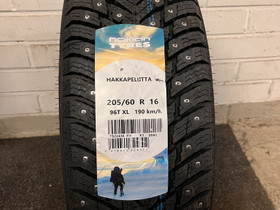 nokian
TYRES
HAKKAPELIITTA
205/60 R 16
96T XL 190 km/h